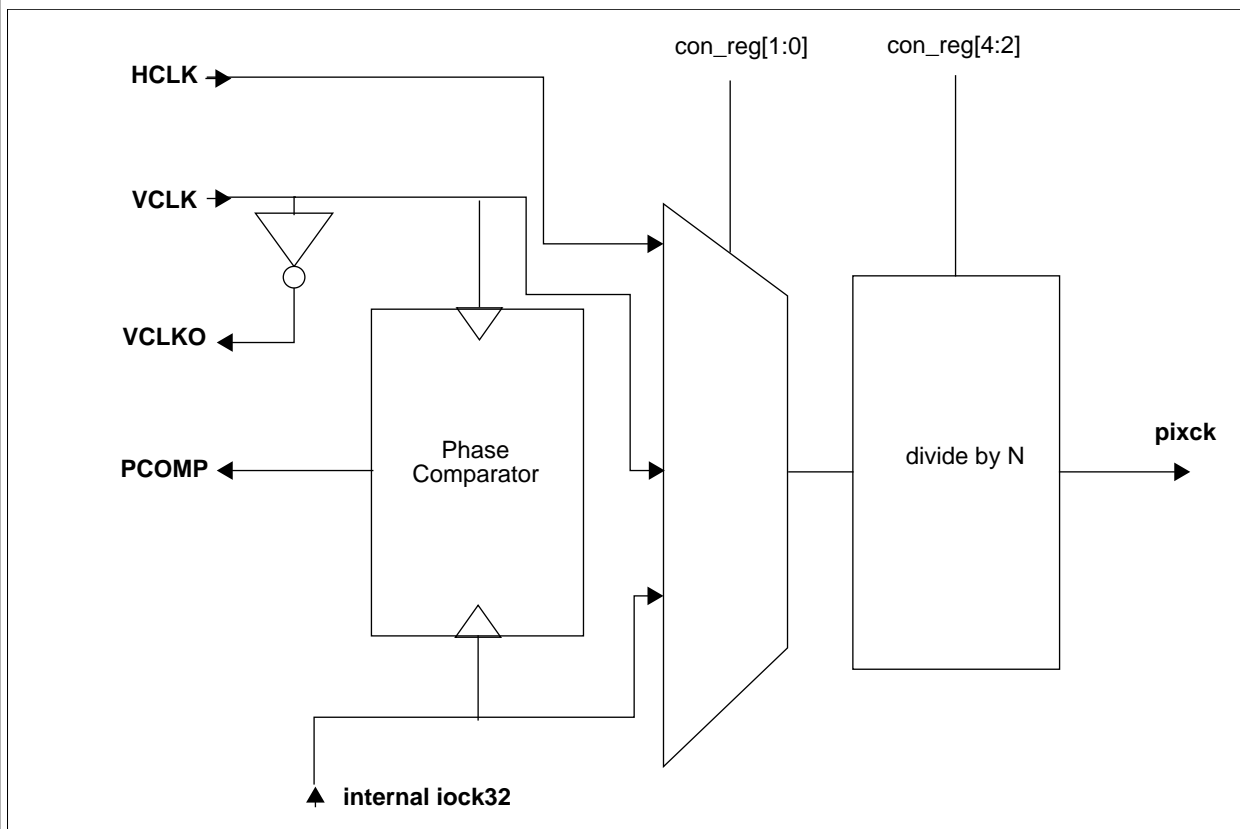 con_reg[1:0]
con_reg[4:2]
HCLK
VCLK
VCLKO
PCOMP
Phase
Comparator
divide by N
pixck
internal iock32